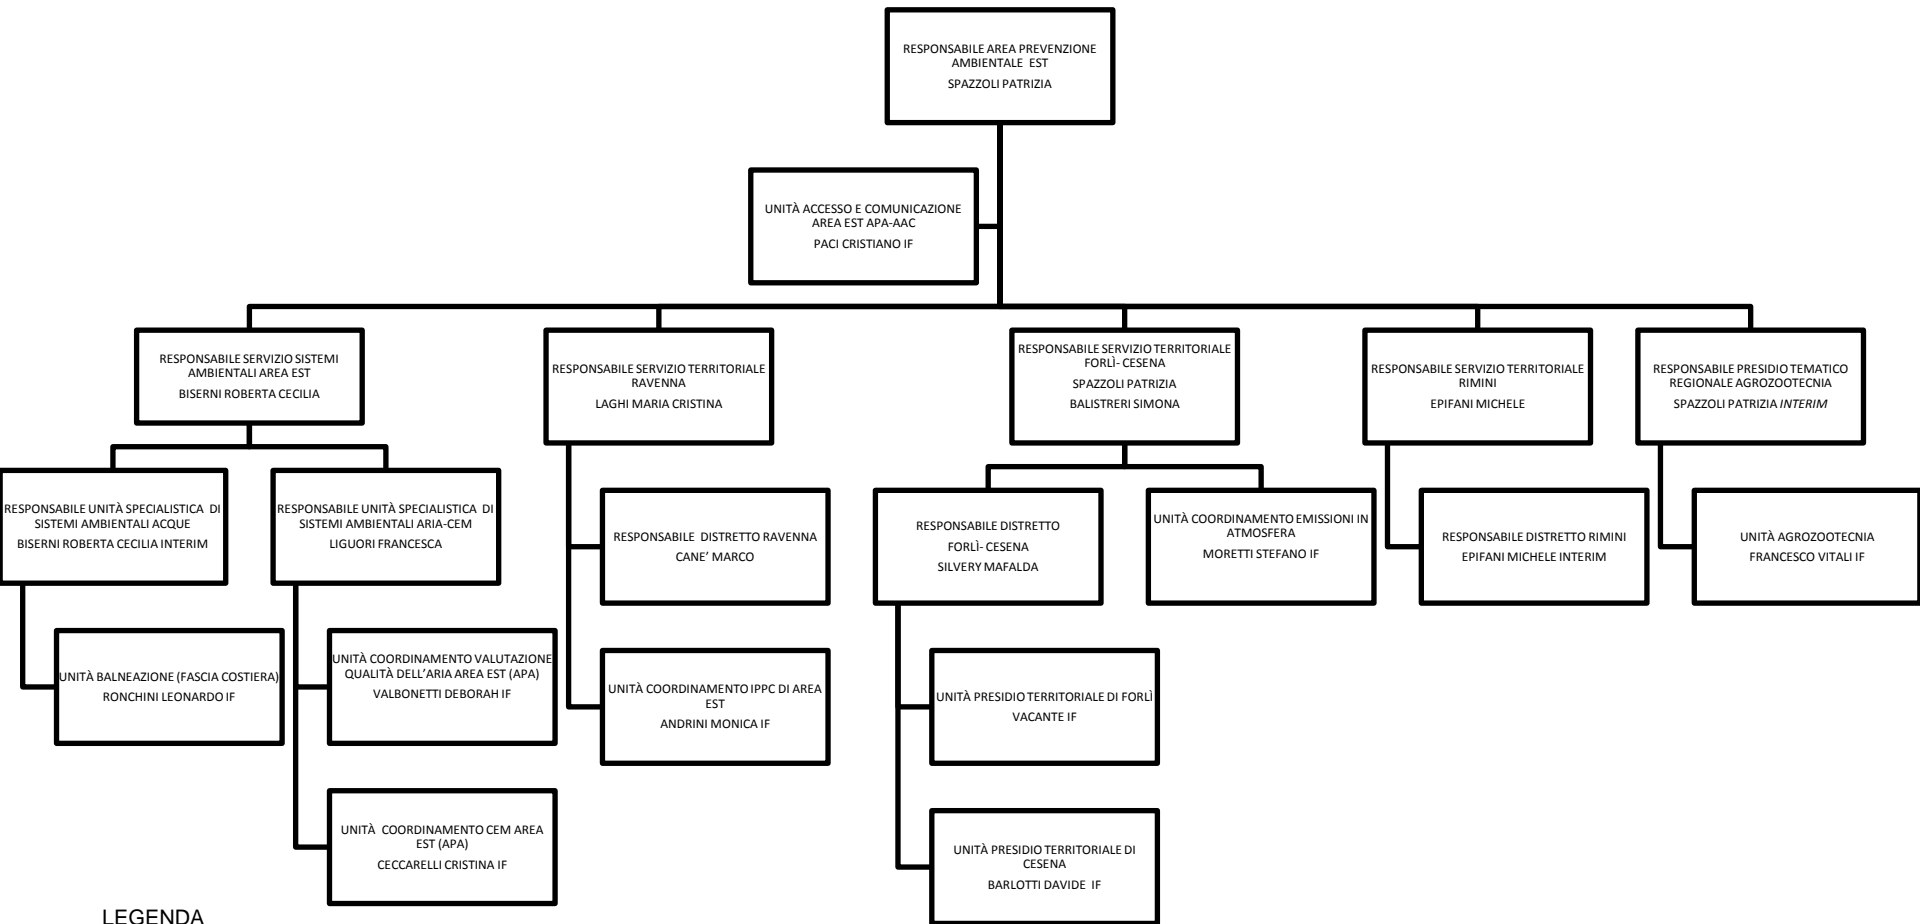 RESPONSABILE AREA PREVENZIONE
AMBIENTALE EST
SPAZZOLI PATRIZIA
UNITÀ ACCESSO E COMUNICAZIONE
AREA EST APA-AAC
PACI CRISTIANO IF
RESPONSABILE SERVIZIO SISTEMI
AMBIENTALI AREA EST
BISERNI ROBERTA CECILIA
RESPONSABILE SERVIZIO TERRITORIALE
RAVENNA
LAGHI MARIA CRISTINA
RESPONSABILE SERVIZIO TERRITORIALE
FORLÌ- CESENA
SPAZZOLI PATRIZIA
BALISTRERI SIMONA
RESPONSABILE SERVIZIO TERRITORIALE
RIMINI
EPIFANI MICHELE
RESPONSABILE PRESIDIO TEMATICO
REGIONALE AGROZOOTECNIA
SPAZZOLI PATRIZIA INTERIM
RESPONSABILE UNITÀ SPECIALISTICA DI
SISTEMI AMBIENTALI ACQUE
BISERNI ROBERTA CECILIA INTERIM
RESPONSABILE UNITÀ SPECIALISTICA DI
SISTEMI AMBIENTALI ARIA-CEM
LIGUORI FRANCESCA
RESPONSABILE DISTRETTO RAVENNA
CANE’ MARCO
RESPONSABILE DISTRETTO
FORLÌ- CESENA
SILVERY MAFALDA
UNITÀ COORDINAMENTO EMISSIONI IN
ATMOSFERA
MORETTI STEFANO IF
RESPONSABILE DISTRETTO RIMINI
EPIFANI MICHELE INTERIM
UNITÀ AGROZOOTECNIA
FRANCESCO VITALI IF
UNITÀ BALNEAZIONE (FASCIA COSTIERA)
RONCHINI LEONARDO IF
UNITÀ COORDINAMENTO VALUTAZIONE
QUALITÀ DELL’ARIA AREA EST (APA)
VALBONETTI DEBORAH IF
UNITÀ COORDINAMENTO IPPC DI AREA
EST
ANDRINI MONICA IF
UNITÀ PRESIDIO TERRITORIALE DI FORLÌ
VACANTE IF
UNITÀ COORDINAMENTO CEM AREA
EST (APA)
CECCARELLI CRISTINA IF
UNITÀ PRESIDIO TERRITORIALE DI
CESENA
BARLOTTI DAVIDE IF
LEGENDA